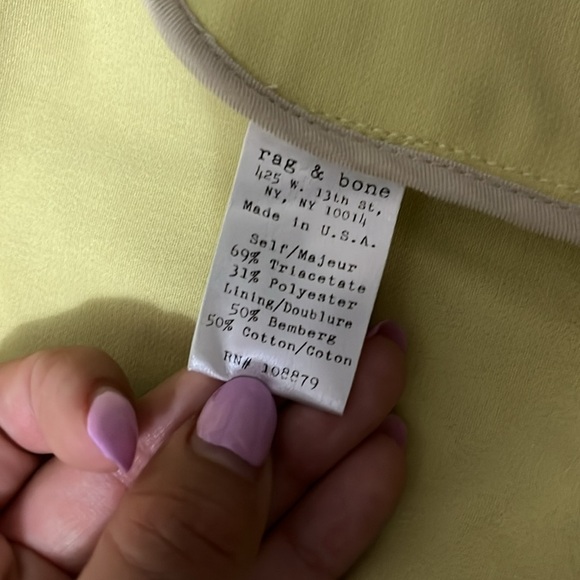 rag & bone
425 W. 13th St,
NY, NY 10014
Made in U.S.A.
Self/Majeur
69% Triacetate
31% Polyester
Lining/Doublure
50% Bemberg
50% Cotton/Coton
RN# 108879